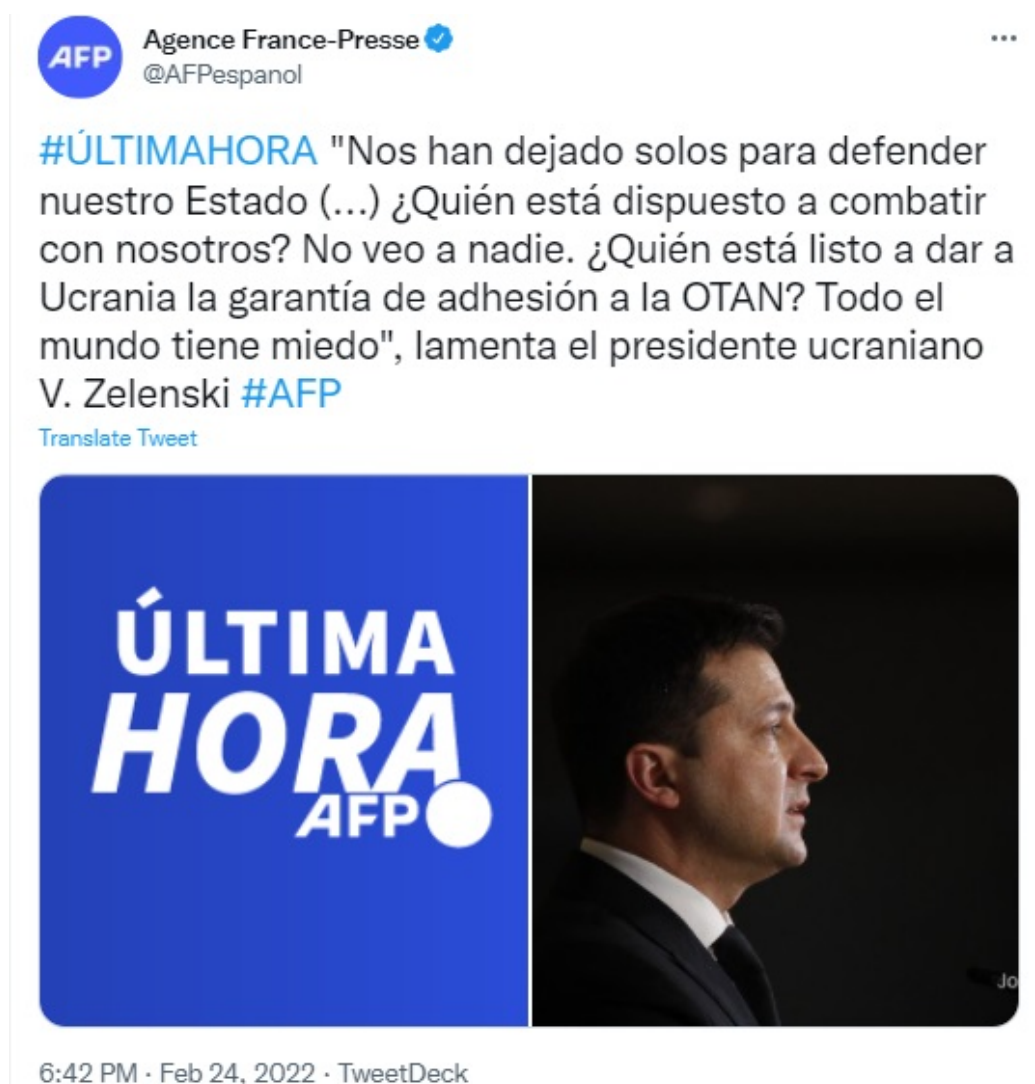 AFP
Agence France-Presse
@AFPespanol
#ÚLTIMAHORA "Nos han dejado solos para defender
nuestro Estado (...) ¿Quién está dispuesto a combatir
con nosotros? No veo a nadie. ¿Quién está listo a dar a
Ucrania la garantía de adhesión a la OTAN? Todo el
mundo tiene miedo", lamenta el presidente ucraniano
V. Zelenski #AFP
Translate Tweet
ÚLTIMA
HORA
AFP
Jo
6:42 PM · Feb 24, 2022 · TweetDeck